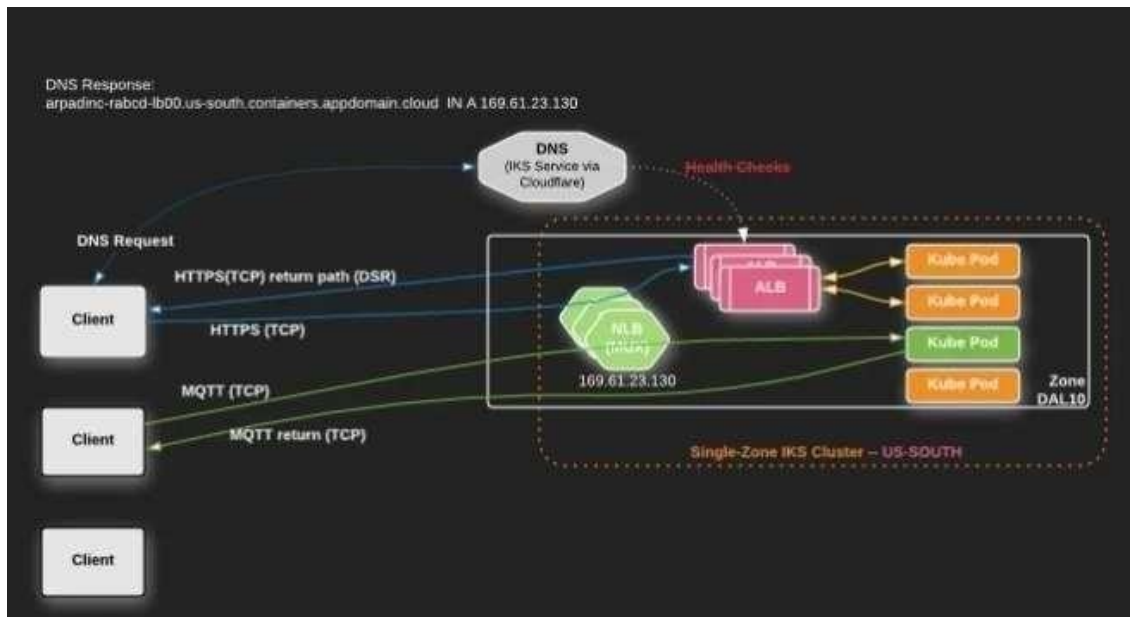 DNS Response:
arpadinc-rabcd-lb00.us-south.containers.appdomain.cloud IN A 169.61.23.130
DNS
(IKS Service via
Cloudflare)
Health Checks
DNS Request
HTTPS(TCP) return path (DSR)
Client
HTTPS (TCP)
ALB
ALB
Kube Pod
Kube Pod
NLB
(MUX)
Kube Pod
169.61.23.130
Kube Pod
Zone
DAL10
MQTT (TCP)
Client
MQTT return (TCP)
Single-Zone IKS Cluster -- US-SOUTH
Client